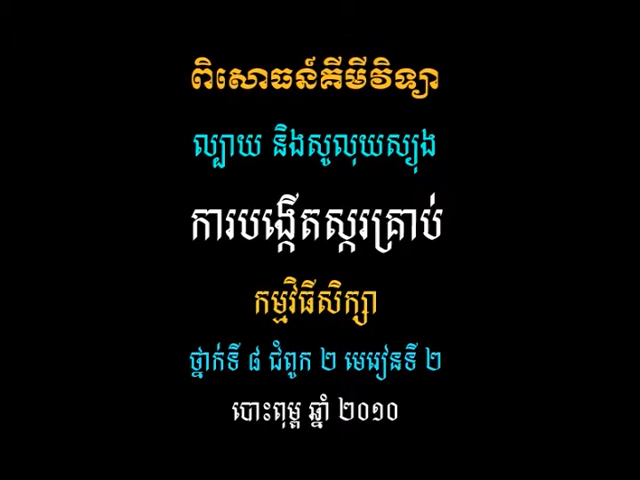 ពិសោធន៍គីមីវិទ្យា
ល្បាយ និងសូលុយស្យុង
ការបង្កើតស្ករគ្រាប់
កម្មវិធីសិក្សា
ថ្នាក់ទី ៨ ជំពូក ២ មេរៀនទី ២
បោះពុម្ព ឆ្នាំ ២០១០